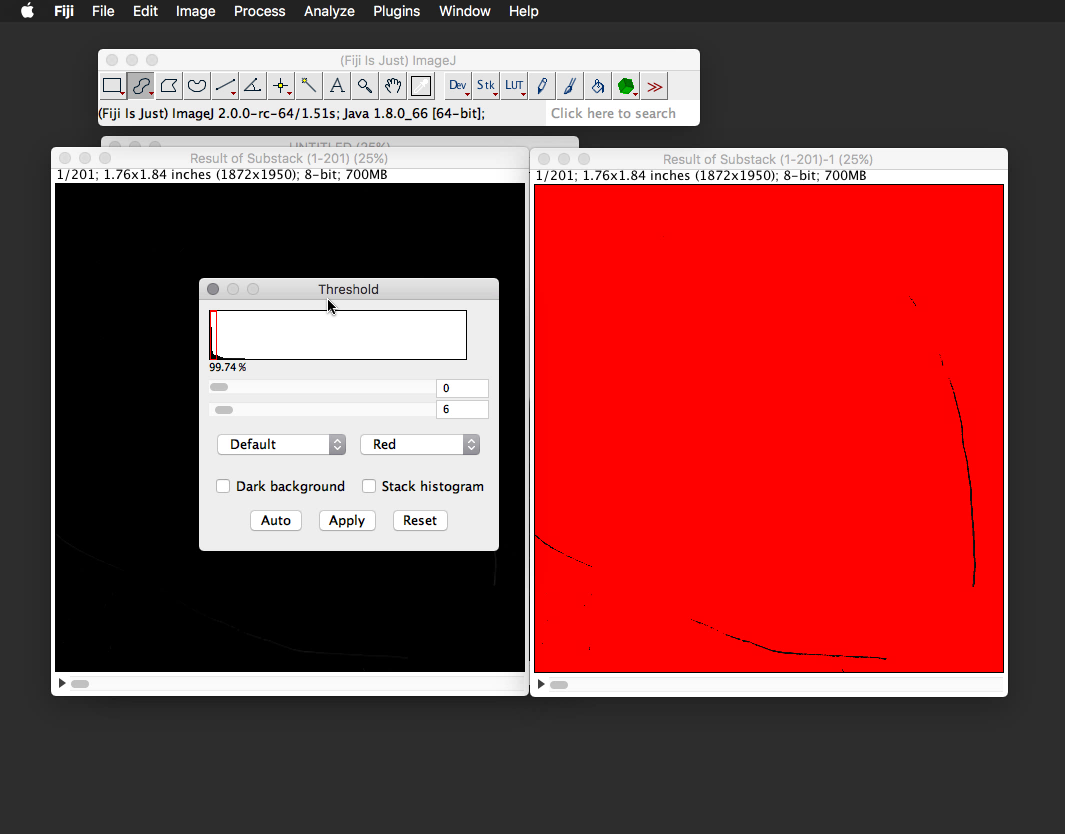 Fiji File Edit Image Process Analyze Plugins Window Help
(Fiji Is Just) ImageJ
A Dev Stk LUT >>
(Fiji Is Just) ImageJ 2.0.0-rc-64/1.51s; Java 1.8.0_66 [64-bit]; Click here to search
UNTITLED (25%)
Result of Substack (1-201) (25%)
1/201; 1.76x1.84 inches (1872x1950); 8-bit; 700MB
Result of Substack (1-201)-1 (25%)
1/201; 1.76x1.84 inches (1872x1950); 8-bit; 700MB
Threshold
99.74 %
0
6
Default Red
Dark background Stack histogram
Auto Apply Reset